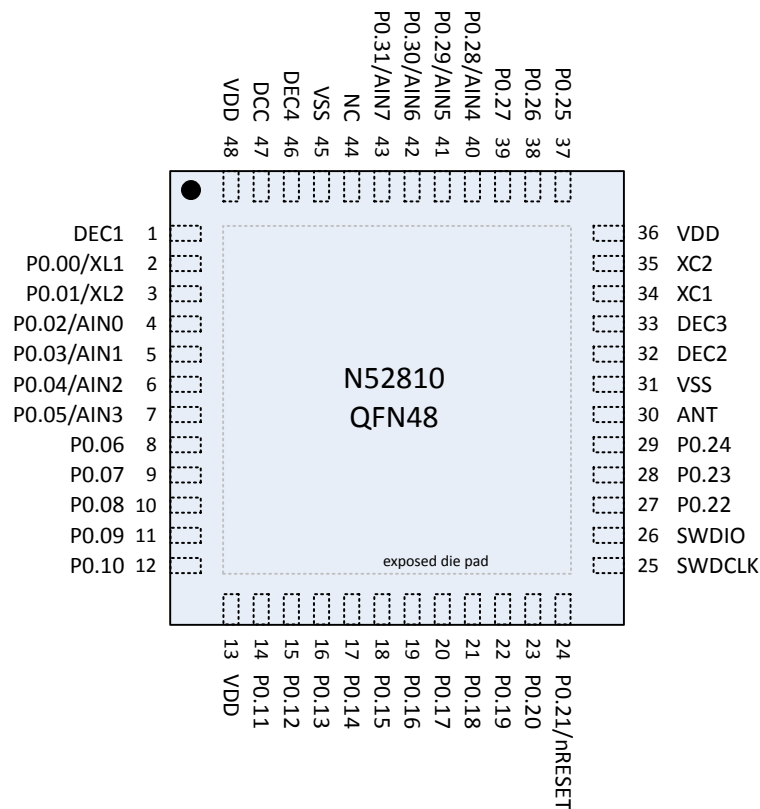 VDD 48
DCC 47
DEC4 46
VSS 45
NC 44
P0.31/AIN7 43
P0.30/AIN6 42
P0.29/AIN5 41
P0.28/AIN4 40
P0.27 39
P0.26 38
P0.25 37
DEC1 1
P0.00/XL1 2
P0.01/XL2 3
P0.02/AIN0 4
P0.03/AIN1 5
P0.04/AIN2 6
P0.05/AIN3 7
P0.06 8
P0.07 9
P0.08 10
P0.09 11
P0.10 12
N52810
QFN48
exposed die pad
36 VDD
35 XC2
34 XC1
33 DEC3
32 DEC2
31 VSS
30 ANT
29 P0.24
28 P0.23
27 P0.22
26 SWDIO
25 SWDCLK
13 VDD
14 P0.11
15 P0.12
16 P0.13
17 P0.14
18 P0.15
19 P0.16
20 P0.17
21 P0.18
22 P0.19
23 P0.20
24 P0.21/nRESET